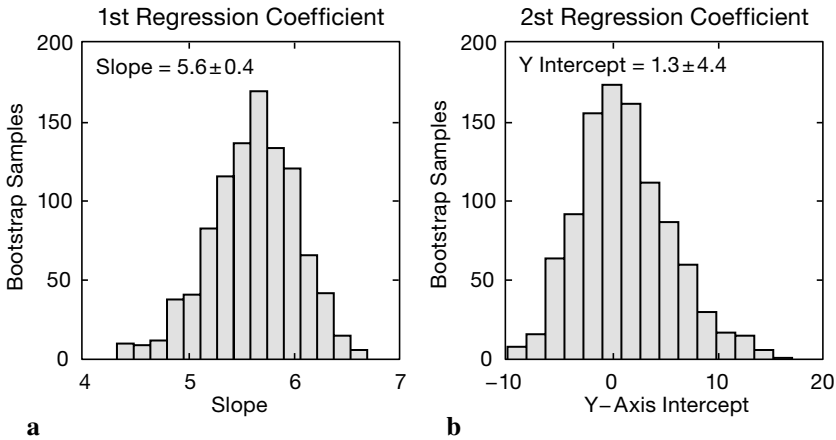 1st Regression Coefficient
Slope = 5.6±0.4
Bootstrap Samples
200
150
100
50
0
4 5 6 7
Slope
a
2st Regression Coefficient
Y Intercept = 1.3±4.4
Bootstrap Samples
200
150
100
50
0
−10 0 10 20
Y−Axis Intercept
b